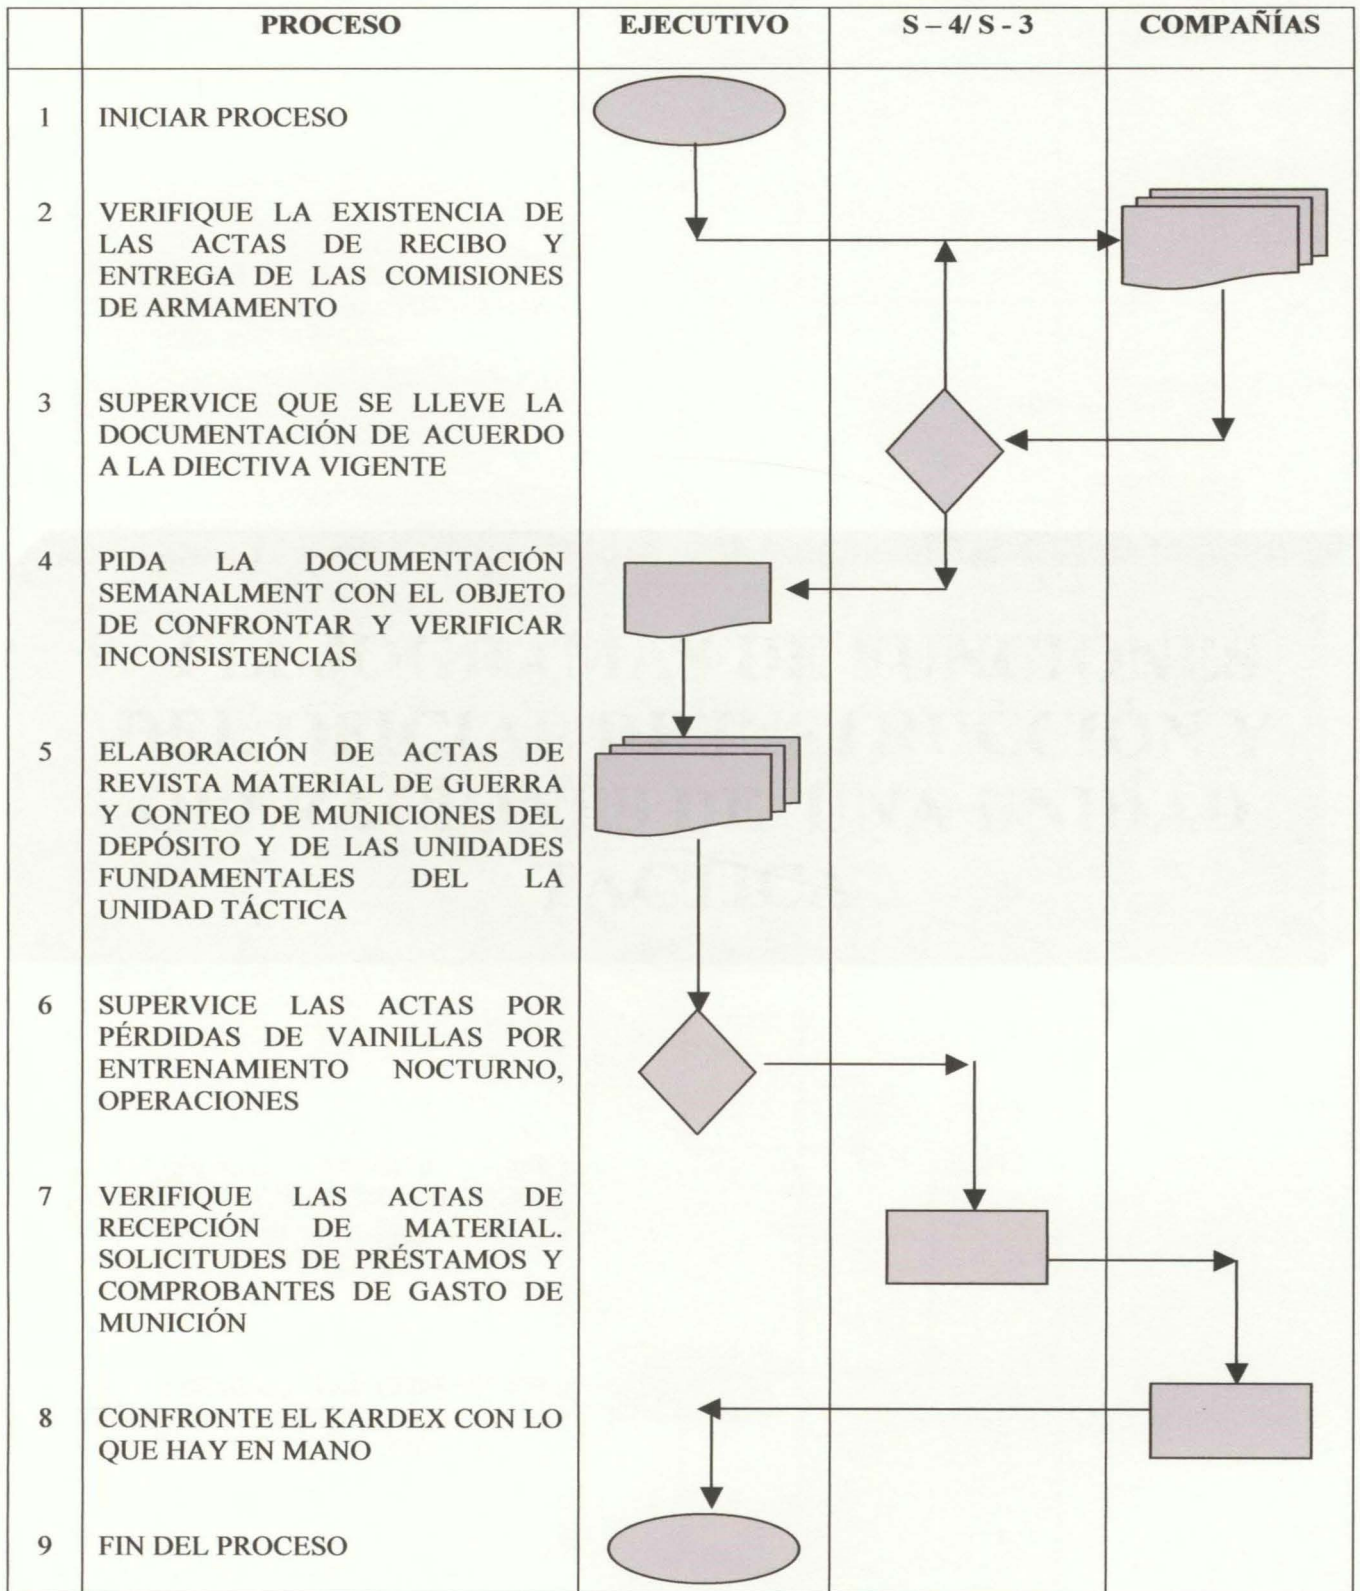 PROCESO EJECUTIVO S – 4/ S - 3 COMPAÑÍAS
1 INICIAR PROCESO
2 VERIFIQUE LA EXISTENCIA DE
LAS ACTAS DE RECIBO Y
ENTREGA DE LAS COMISIONES
DE ARMAMENTO
3 SUPERVICE QUE SE LLEVE LA
DOCUMENTACIÓN DE ACUERDO
A LA DIECTIVA VIGENTE
4 PIDA LA DOCUMENTACIÓN
SEMANALMENT CON EL OBJETO
DE CONFRONTAR Y VERIFICAR
INCONSISTENCIAS
5 ELABORACIÓN DE ACTAS DE
REVISTA MATERIAL DE GUERRA
Y CONTEO DE MUNICIONES DEL
DEPÓSITO Y DE LAS UNIDADES
FUNDAMENTALES DEL LA
UNIDAD TÁCTICA
6 SUPERVICE LAS ACTAS POR
PÉRDIDAS DE VAINILLAS POR
ENTRENAMIENTO NOCTURNO,
OPERACIONES
7 VERIFIQUE LAS ACTAS DE
RECEPCIÓN DE MATERIAL.
SOLICITUDES DE PRÉSTAMOS Y
COMPROBANTES DE GASTO DE
MUNICIÓN
8 CONFRONTE EL KARDEX CON LO
QUE HAY EN MANO
9 FIN DEL PROCESO